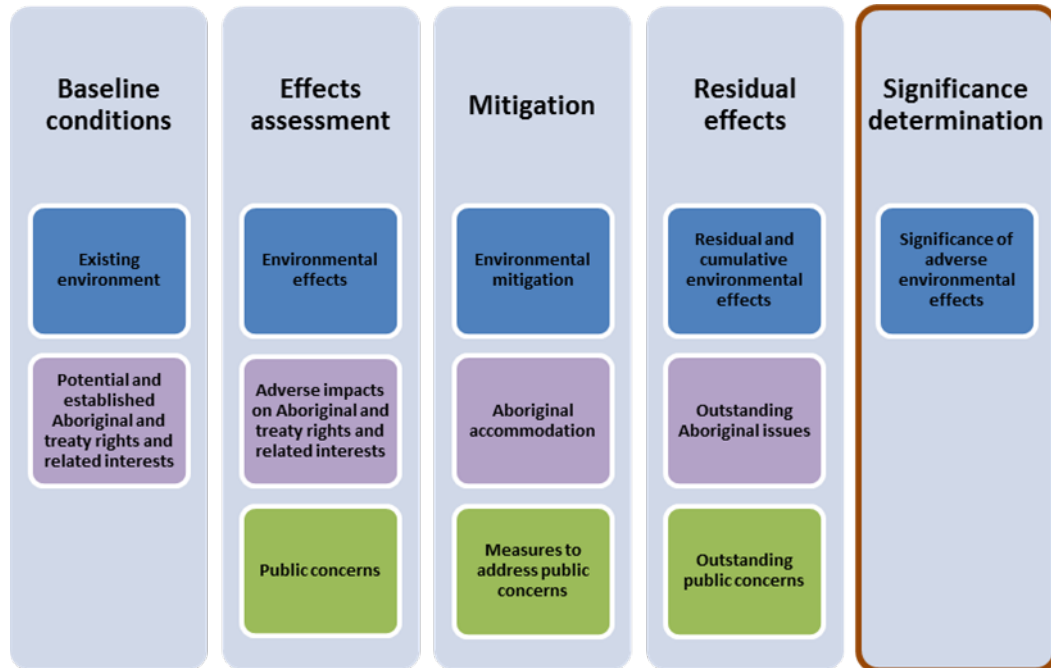 Baseline
conditions
Existing
environment
Potential and
established
Aboriginal and
treaty rights and
related interests
Effects
assessment
Environmental
effects
Adverse impacts
on Aboriginal and
treaty rights and
related interests
Public concerns
Mitigation
Environmental
mitigation
Aboriginal
accommodation
Measures to
address public
concerns
Residual
effects
Residual and
cumulative
environmental
effects
Outstanding
Aboriginal issues
Outstanding
public concerns
Significance
determination
Significance of
adverse
environmental
effects